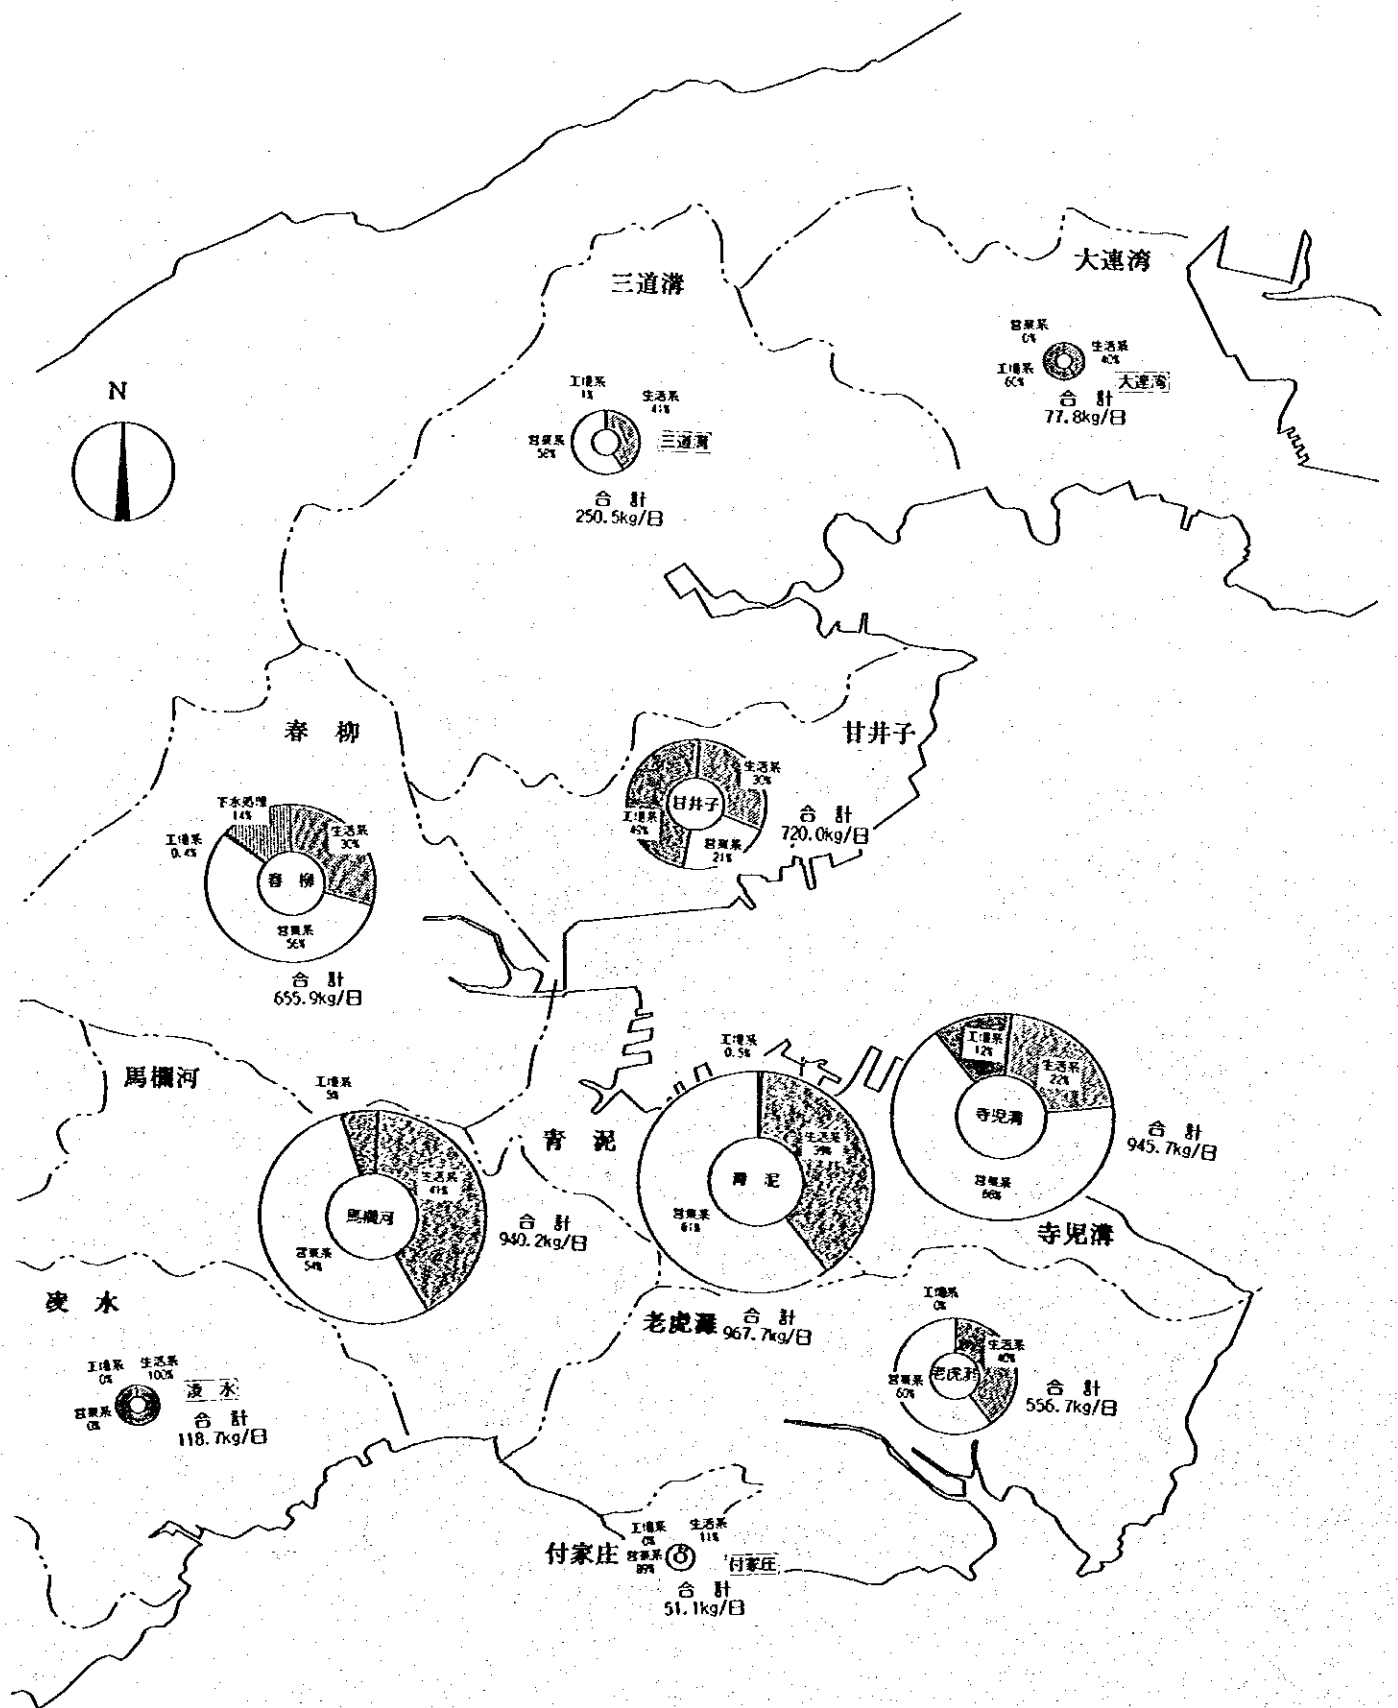 大連湾
三道溝
営業系
0%
生活系
40%
工場系
60%
大連湾
合 計
77.8kg/日
N
工場系
1%
生活系
41%
営業系
58%
三道溝
合 計
250.5kg/日
春 柳
甘井子
生活系
30%
甘井子
工場系
49%
営業系
21%
合 計
720.0kg/日
下水処理
14%
工場系
0.4%
生活系
30%
春 柳
営業系
56%
合 計
655.9kg/日
馬欄河
工場系
5%
生活系
41%
馬欄河
営業系
54%
合 計
940.2kg/日
青 泥
工場系
0.5%
生活系
39%
青 泥
営業系
61%
合 計
967.7kg/日
工場系
12%
生活系
22%
寺児溝
営業系
66%
合 計
945.7kg/日
寺児溝
凌 水
老虎灘
工場系
0%
生活系
40%
営業系
60%
合 計
556.7kg/日
工場系
0%
生活系
100%
営業系
0%
凌 水
合 計
118.7kg/日
付家庄
工場系
0%
生活系
11%
営業系
89%
付家庄
合 計
51.1kg/日